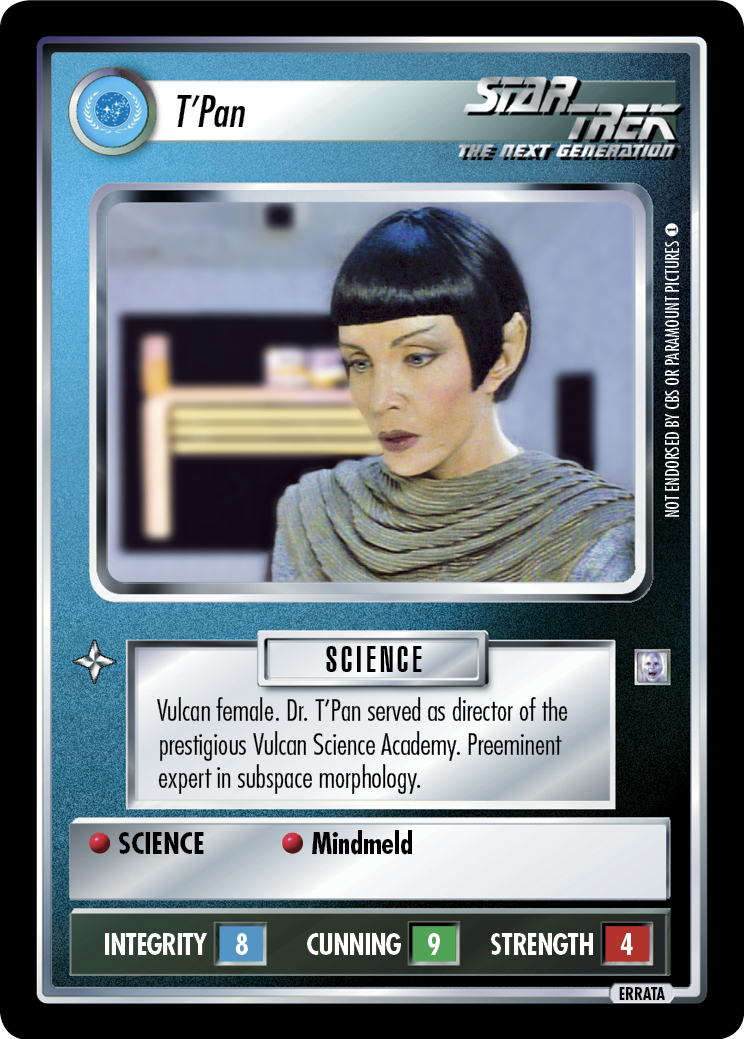 T'Pan
STAR TREK
THE NEXT GENERATION
NOT ENDORSED BY CBS OR PARAMOUNT PICTURES 1
SCIENCE
Vulcan female. Dr. T'Pan served as director of the
prestigious Vulcan Science Academy. Preeminent
expert in subspace morphology.
SCIENCE Mindmeld
INTEGRITY 8 CUNNING 9 STRENGTH 4
ERRATA